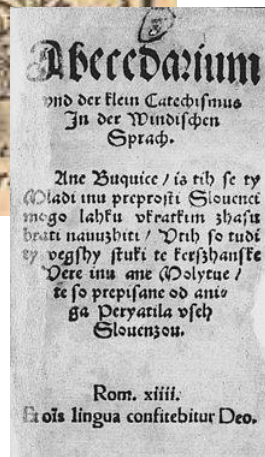 Abecedarium
vnd der klein Catechismus
In der Windischen
Sprach.
Ane Buquice / is tih se ty
Mladi inu preprosti Slouenci
mogo lahku vkratkim zhasu
brati nauuzhiti / Vtih so tudi
ty vegshy stuki te kerszhanske
Vere inu ane Molytue /
te so prepisane od ani-
ga Peryatila vseh
Slouenzou.
Rom. xiiii.
Et oĩs lingua confitebitur Deo.